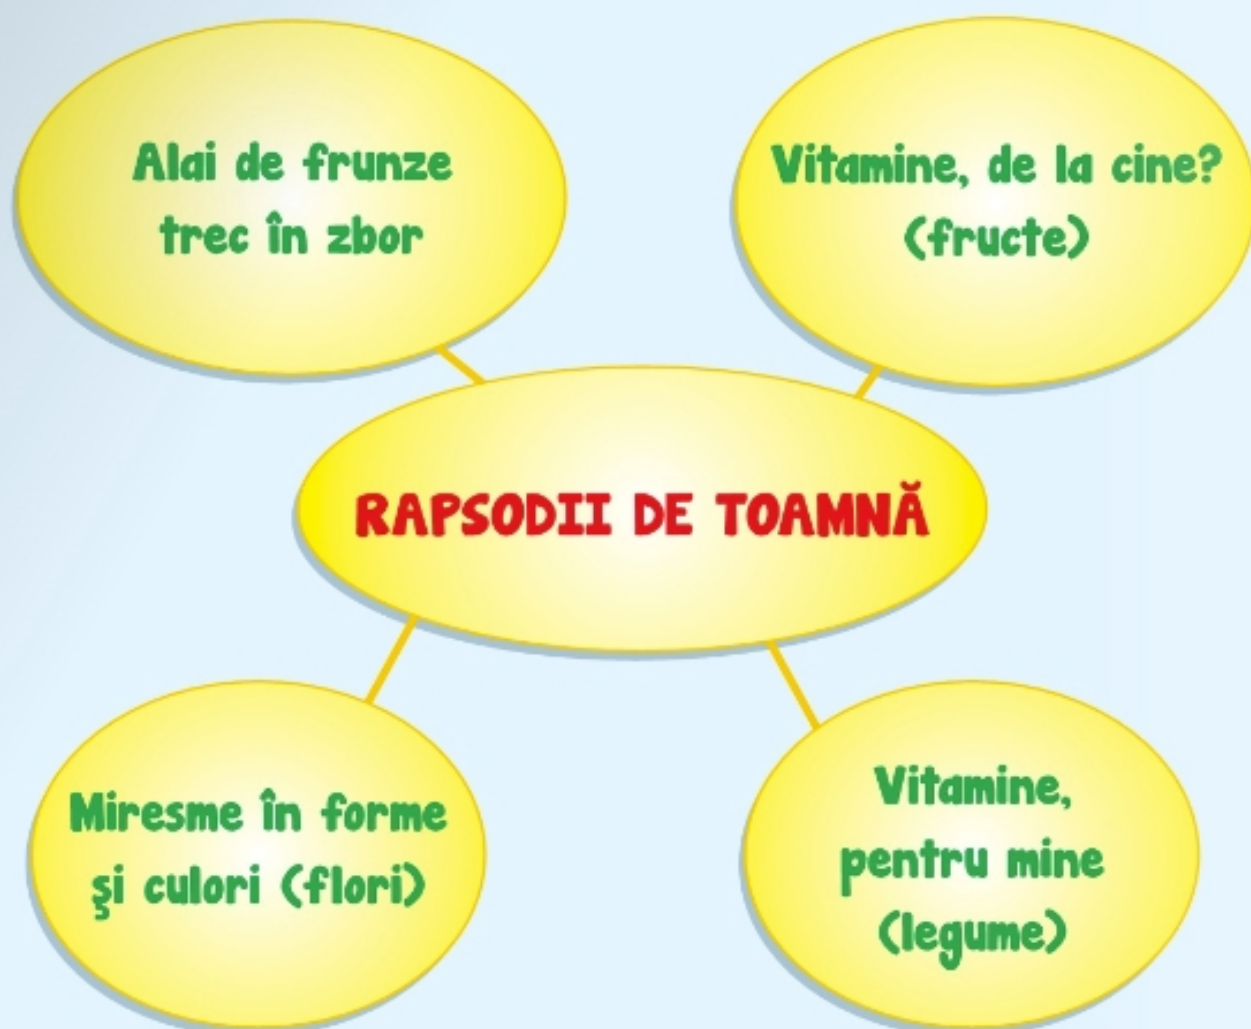 Alai de frunze
trec în zbor
Vitamine, de la cine?
(fructe)
RAPSODII DE TOAMNĂ
Miresme în forme
şi culori (flori)
Vitamine,
pentru mine
(legume)